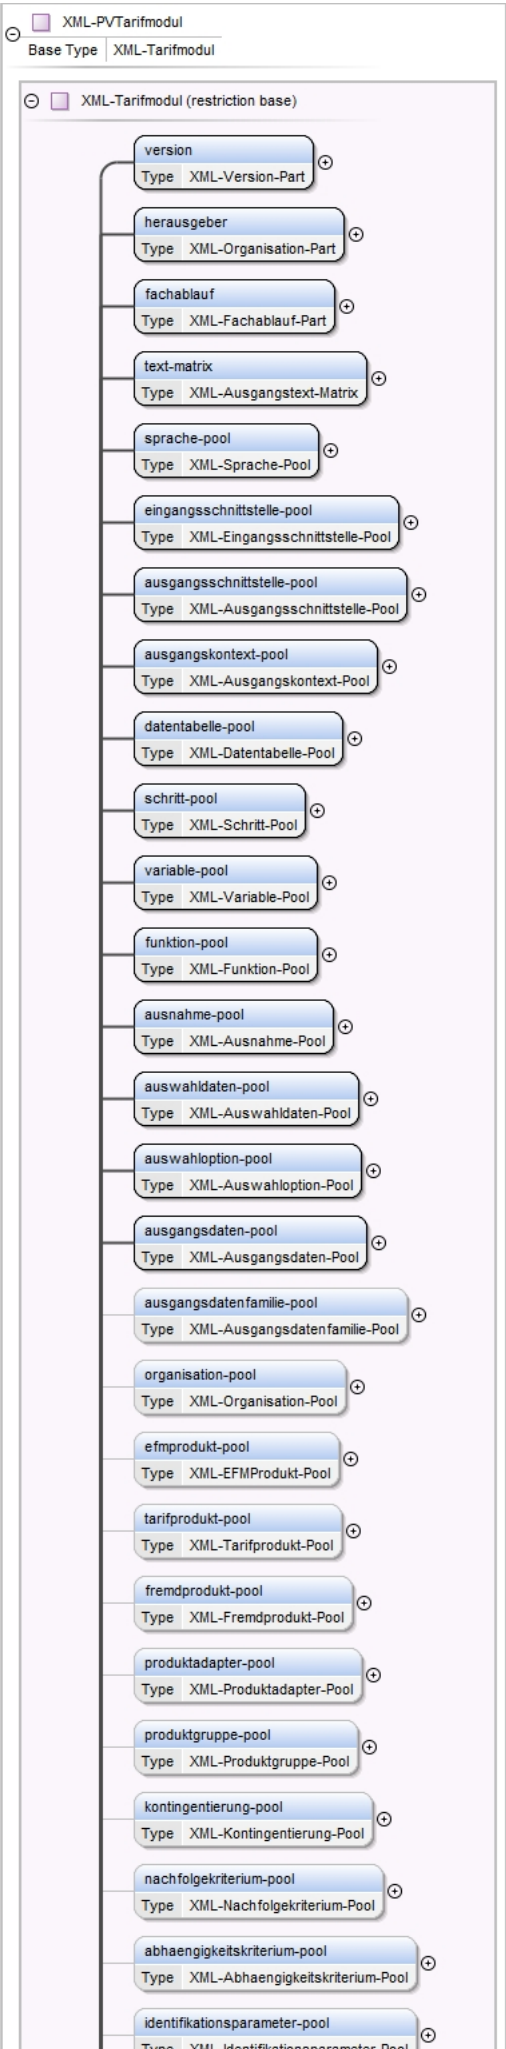 XML-PVTarifmodul
Base Type XML-Tarifmodul
XML-Tarifmodul (restriction base)
version
Type XML-Version-Part
herausgeber
Type XML-Organisation-Part
fachablauf
Type XML-Fachablauf-Part
text-matrix
Type XML-Ausgangstext-Matrix
sprache-pool
Type XML-Sprache-Pool
eingangsschnittstelle-pool
Type XML-Eingangsschnittstelle-Pool
ausgangsschnittstelle-pool
Type XML-Ausgangsschnittstelle-Pool
ausgangskontext-pool
Type XML-Ausgangskontext-Pool
datentabelle-pool
Type XML-Datentabelle-Pool
schritt-pool
Type XML-Schritt-Pool
variable-pool
Type XML-Variable-Pool
funktion-pool
Type XML-Funktion-Pool
ausnahme-pool
Type XML-Ausnahme-Pool
auswahldaten-pool
Type XML-Auswahldaten-Pool
auswahloption-pool
Type XML-Auswahloption-Pool
ausgangsdaten-pool
Type XML-Ausgangsdaten-Pool
ausgangsdatenfamilie-pool
Type XML-Ausgangsdatenfamilie-Pool
organisation-pool
Type XML-Organisation-Pool
efmprodukt-pool
Type XML-EFMProdukt-Pool
tarifprodukt-pool
Type XML-Tarifprodukt-Pool
fremdprodukt-pool
Type XML-Fremdprodukt-Pool
produktadapter-pool
Type XML-Produktadapter-Pool
produktgruppe-pool
Type XML-Produktgruppe-Pool
kontingentierung-pool
Type XML-Kontingentierung-Pool
nachfolgekriterium-pool
Type XML-Nachfolgekriterium-Pool
abhaengigkeitskriterium-pool
Type XML-Abhaengigkeitskriterium-Pool
identifikationsparameter-pool
Type XML-Identifikationsparameter-Pool